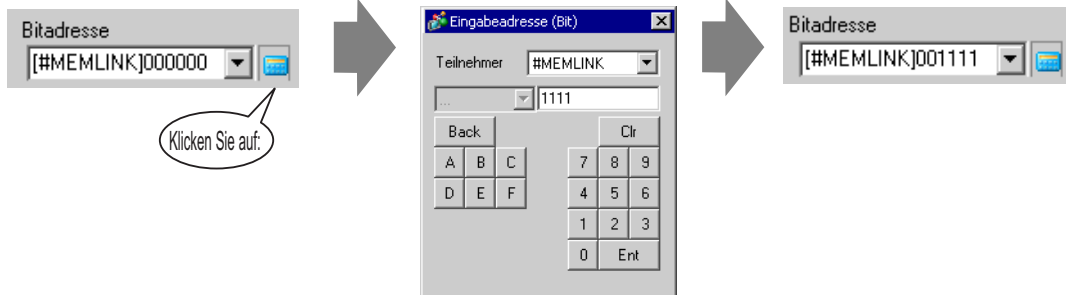 Bitadresse
[#MEMLINK]000000
Klicken Sie auf:
Eingabeadresse (Bit)
Teilnehmer #MEMLINK
... 1111
Back Clr
A B C 7 8 9
D E F 4 5 6
1 2 3
0 Ent
Bitadresse
[#MEMLINK]001111